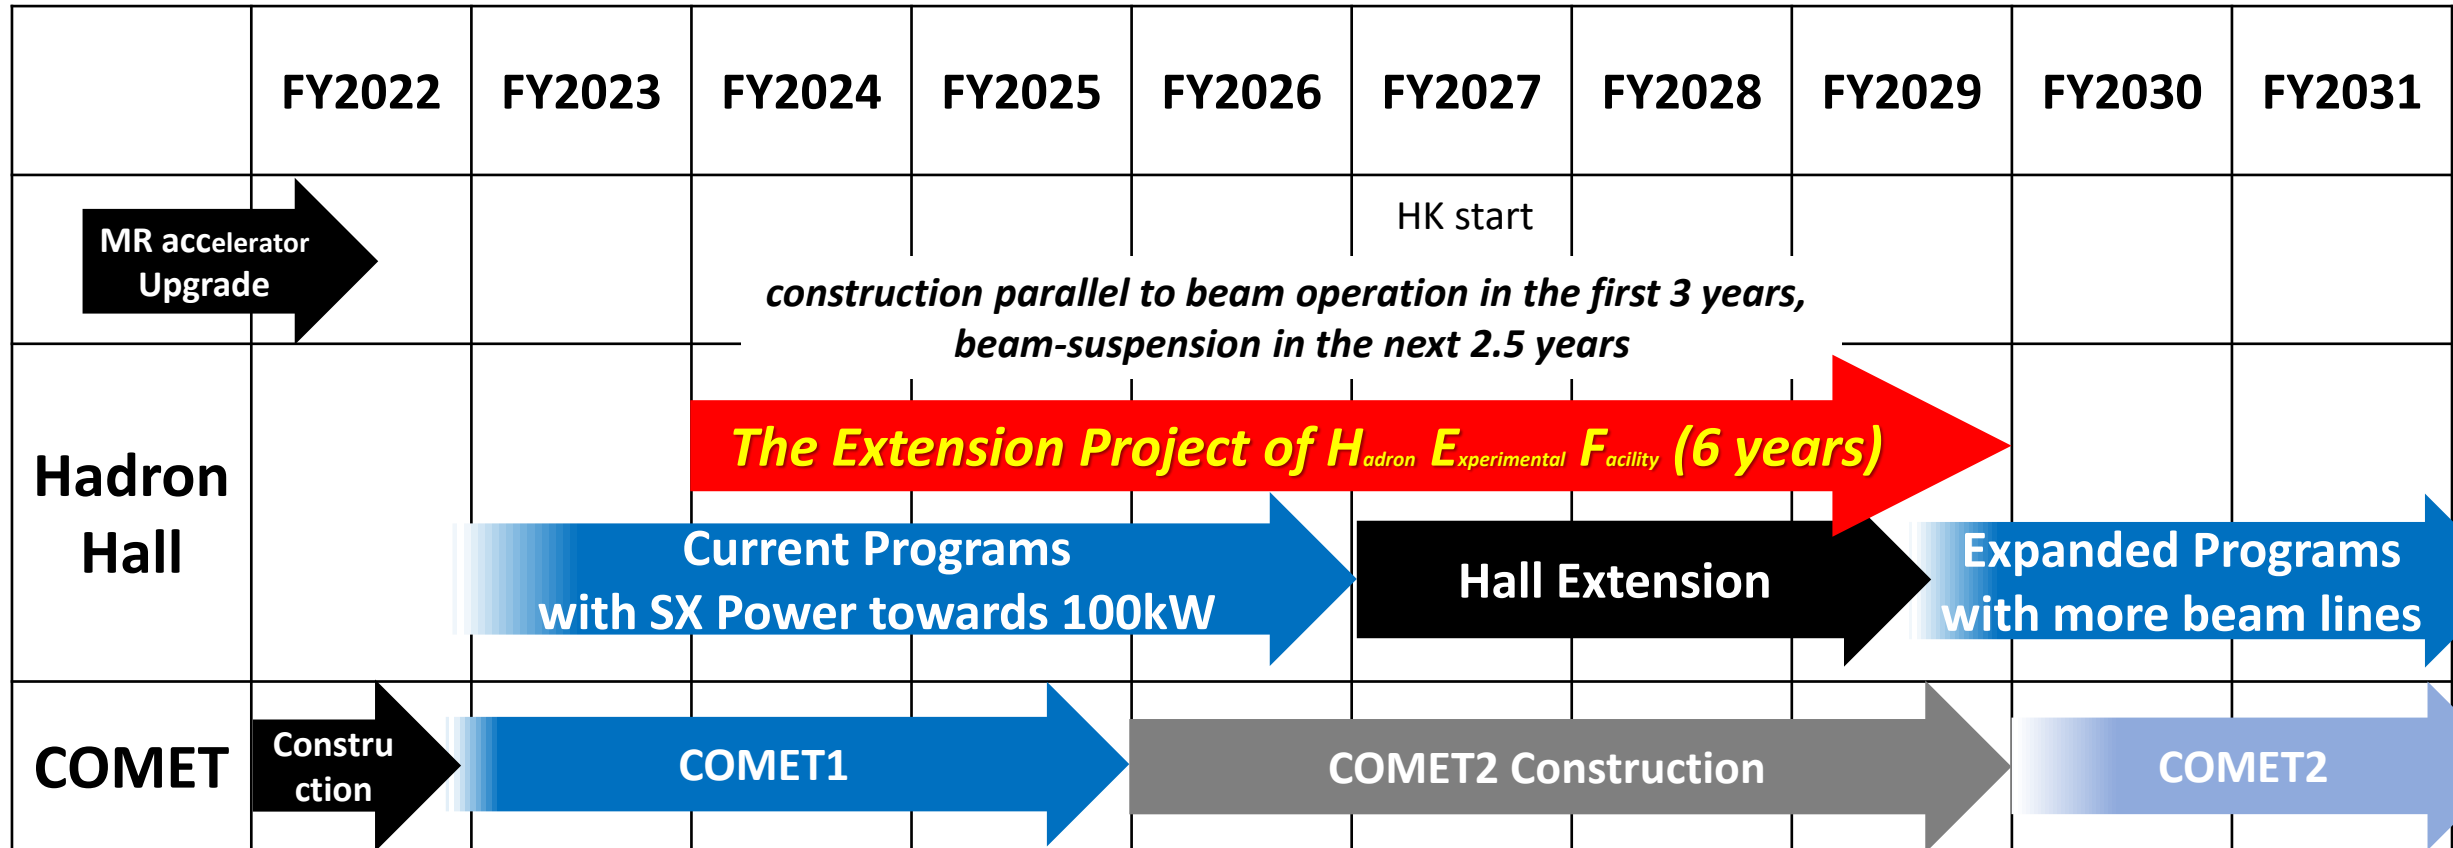 FY2022 FY2023 FY2024 FY2025 FY2026 FY2027 FY2028 FY2029 FY2030 FY2031
MR accelerator
Upgrade
HK start
construction parallel to beam operation in the first 3 years,
beam-suspension in the next 2.5 years
Hadron
Hall
The Extension Project of Hadron Experimental Facility (6 years)
Current Programs
with SX Power towards 100kW
Hall Extension
Expanded Programs
with more beam lines
COMET
Constru
ction
COMET1
COMET2 Construction
COMET2